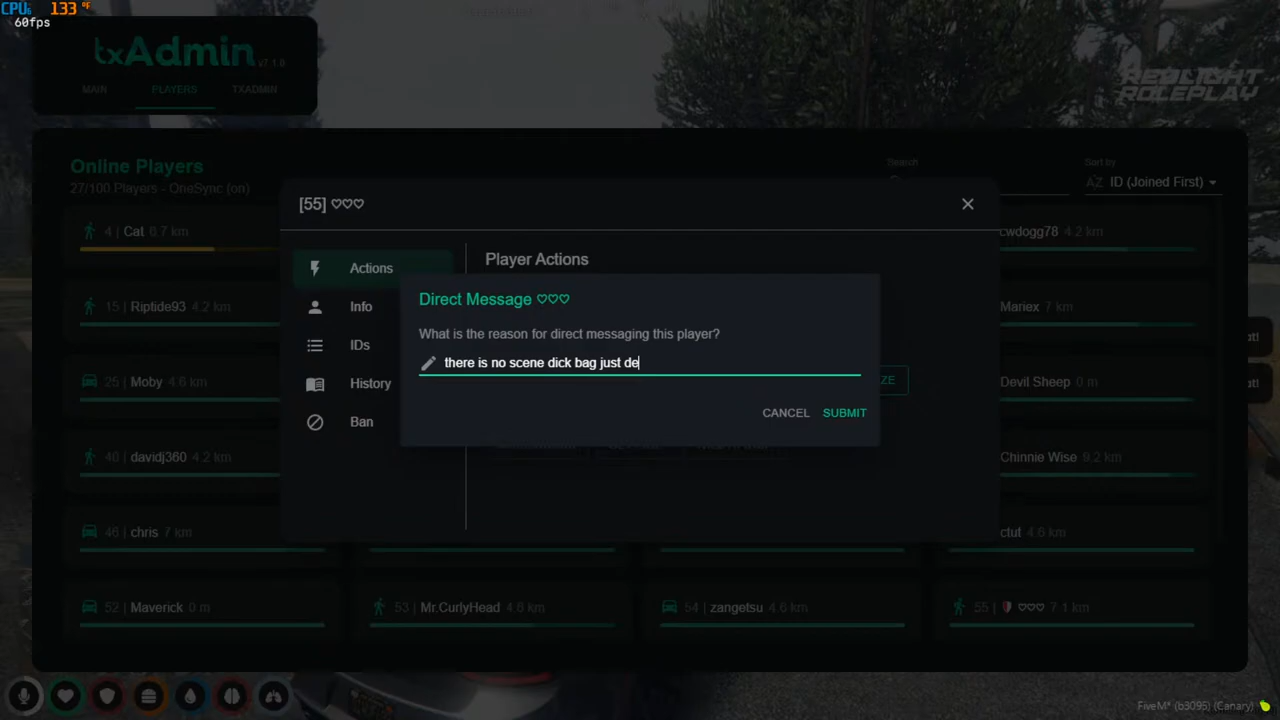 CPU 133 °F
60fps
txAdmin v7.1.0
MAIN PLAYERS TXADMIN
REDLIGHT
ROLEPLAY
Online Players
27/100 Players - OneSync (on)
Search
Sort by
ID (Joined First)
[55] ♡♡♡
4 | Cat 6.7 km
cwdogg78 4.2 km
15 | Riptide93 4.2 km
Mariex 7 km
25 | Moby 4.6 km
Devil Sheep 0 m
40 | davidj360 4.2 km
Chinnie Wise 9.2 km
46 | chris 7 km
ctuf 4.6 km
52 | Maverick 0 m
53 | Mr.CurlyHead 4.6 km
54 | zangetsu 4.6 km
55 | ♡♡♡ 7.1 km
Actions
Info
IDs
History
Ban
Player Actions
Direct Message ♡♡♡
What is the reason for direct messaging this player?
there is no scene dick bag just de
CANCEL SUBMIT
ZE
FiveM* (b3095) (Canary)